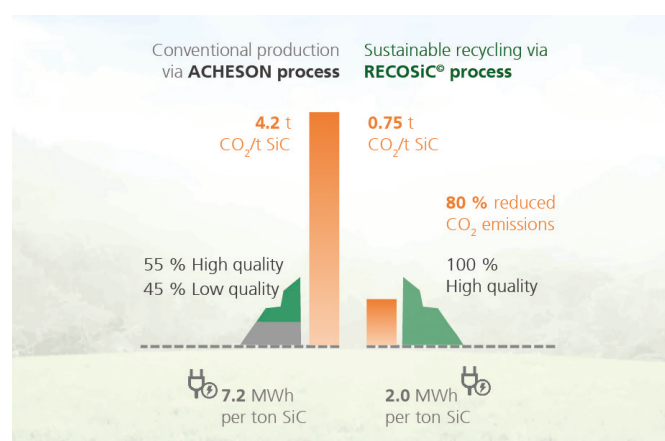 Conventional production
via ACHESON process
Sustainable recycling via
RECOSiC© process
4.2 t
CO₂/t SiC
0.75 t
CO₂/t SiC
80 % reduced
CO₂ emissions
55 % High quality
45 % Low quality
100 %
High quality
7.2 MWh
per ton SiC
2.0 MWh
per ton SiC